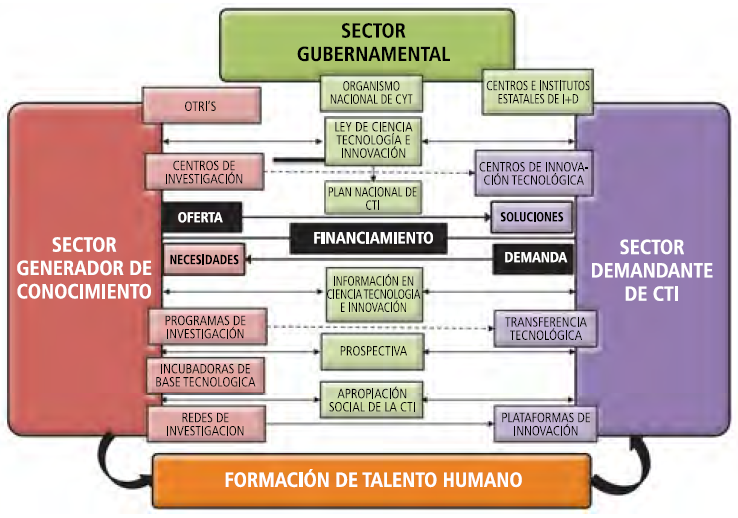 SECTOR
GUBERNAMENTAL
OTRI'S
ORGANISMO
NACIONAL DE CYT
CENTROS E INSTITUTOS
ESTATALES DE I+D
LEY DE CIENCIA
TECNOLOGÍA E
INNOVACIÓN
CENTROS DE
INVESTIGACIÓN
CENTROS DE INNOVA-
CIÓN TECNOLÓGICA
PLAN NACIONAL DE
CTI
OFERTA
SOLUCIONES
FINANCIAMIENTO
NECESIDADES
DEMANDA
SECTOR
GENERADOR DE
CONOCIMIENTO
SECTOR
DEMANDANTE
DE CTI
INFORMACIÓN EN
CIENCIA TECNOLOGIA
E INNOVACIÓN
PROGRAMAS DE
INVESTIGACIÓN
TRANSFERENCIA
TECNOLÓGICA
PROSPECTIVA
INCUBADORAS DE
BASE TECNOLOGICA
APROPIACIÓN
SOCIAL DE LA CTI
REDES DE
INVESTIGACION
PLATAFORMAS DE
INNOVACIÓN
FORMACIÓN DE TALENTO HUMANO